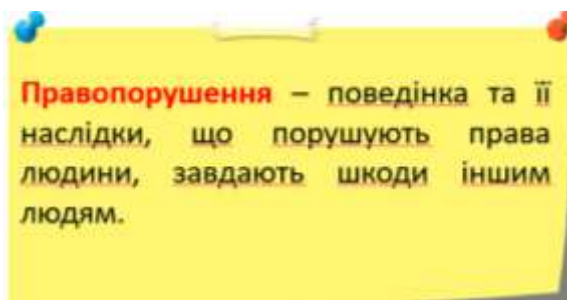 Правопорушення – поведінка та її
наслідки, що порушують права
людини, завдають шкоди іншим
людям.